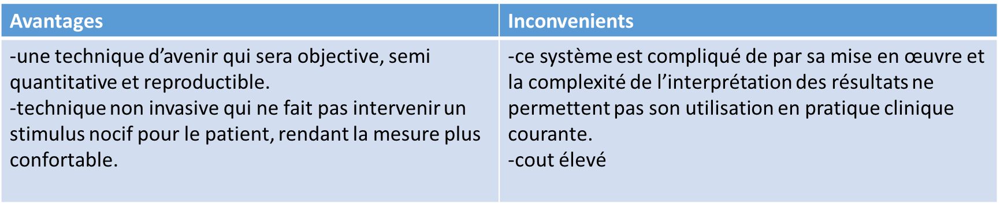 Avantages
-une technique d’avenir qui sera objective, semi
quantitative et reproductible.
-technique non invasive qui ne fait pas intervenir un
stimulus nocif pour le patient, rendant la mesure plus
confortable.
Inconvenients
-ce système est compliqué de par sa mise en œuvre et
la complexité de l’interprétation des résultats ne
permettent pas son utilisation en pratique clinique
courante.
-cout élevé